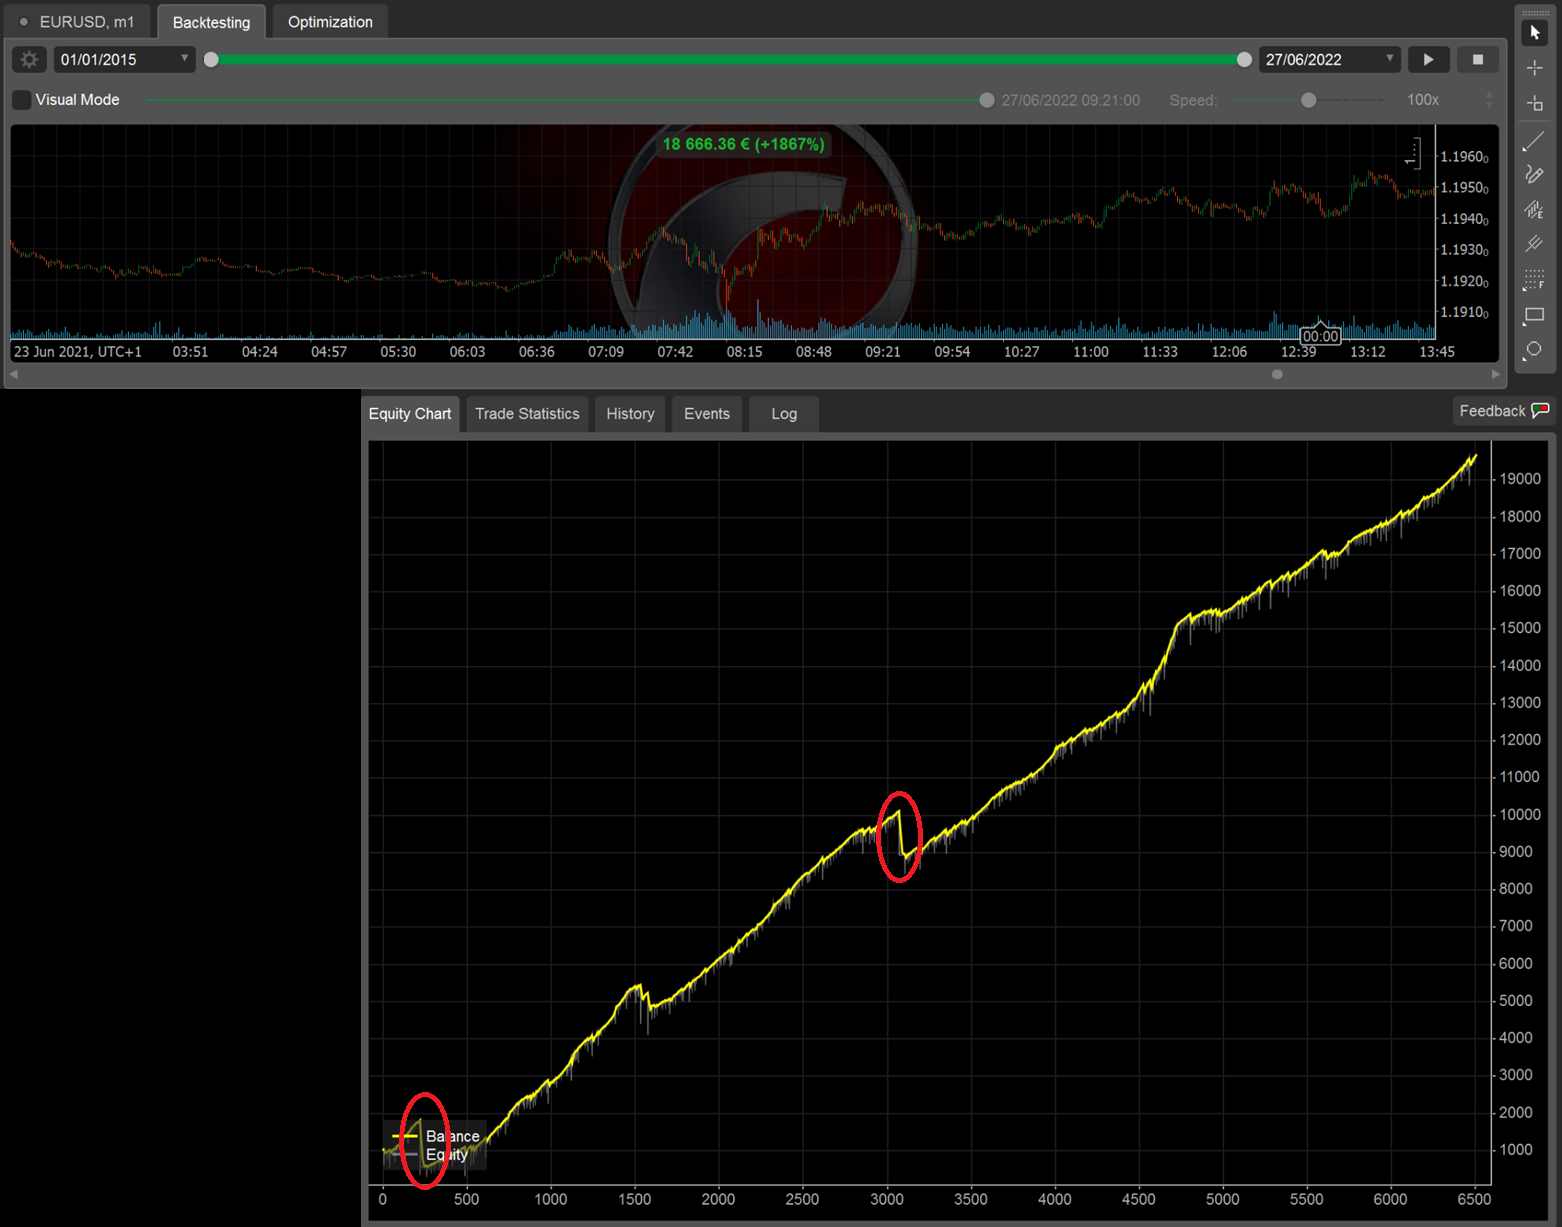 EURUSD, m1
Backtesting
Optimization
01/01/2015
27/06/2022
Visual Mode
27/06/2022 09:21:00
Speed:
100x
18 666.36 € (+1867%)
1.19600
1.19500
1.19400
1.19300
1.19200
1.19100
00:00
23 Jun 2021, UTC+1 03:51 04:24 04:57 05:30 06:03 06:36 07:09 07:42 08:15 08:48 09:21 09:54 10:27 11:00 11:33 12:06 12:39 13:12 13:45
Equity Chart
Trade Statistics
History
Events
Log
Feedback
19000
18000
17000
16000
15000
14000
13000
12000
11000
10000
9000
8000
7000
6000
5000
4000
3000
2000
1000
Balance
Equity
0 500 1000 1500 2000 2500 3000 3500 4000 4500 5000 5500 6000 6500